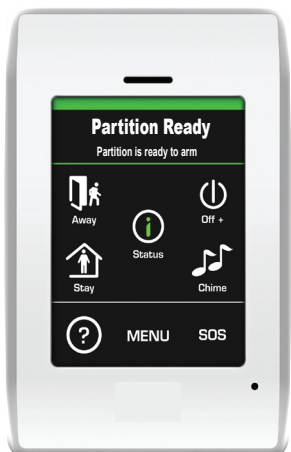 Partition Ready
Partition is ready to arm
Away
Off +
i
Status
Stay
Chime
?
MENU
SOS